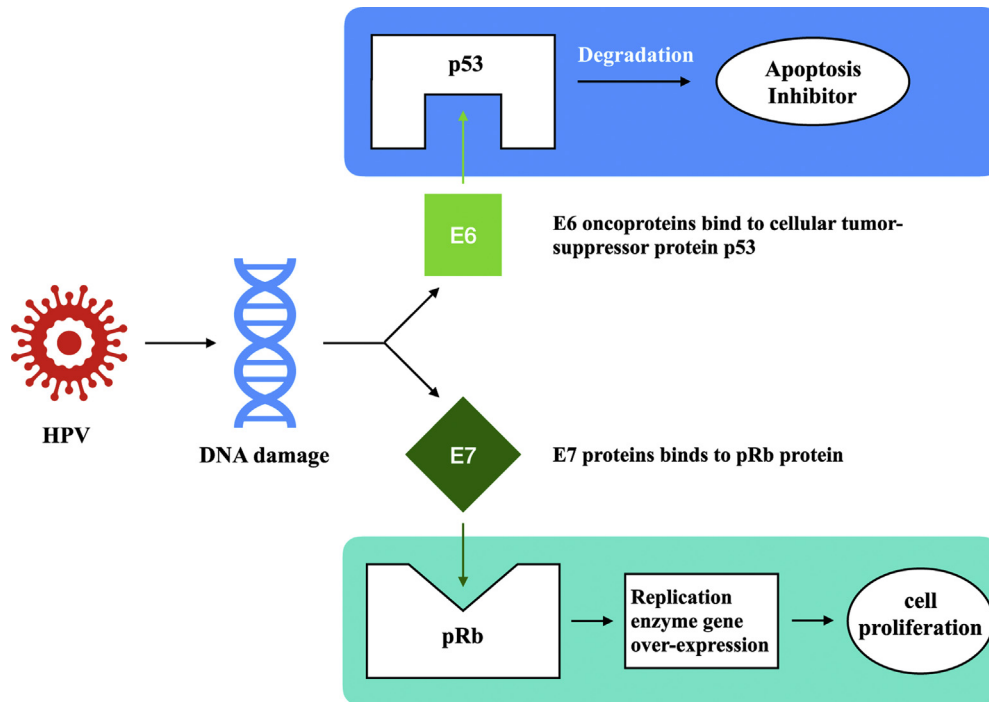 p53
Degradation
Apoptosis
Inhibitor
E6
E6 oncoproteins bind to cellular tumor-
suppressor protein p53
HPV
DNA damage
E7
E7 proteins binds to pRb protein
pRb
Replication
enzyme gene
over-expression
cell
proliferation